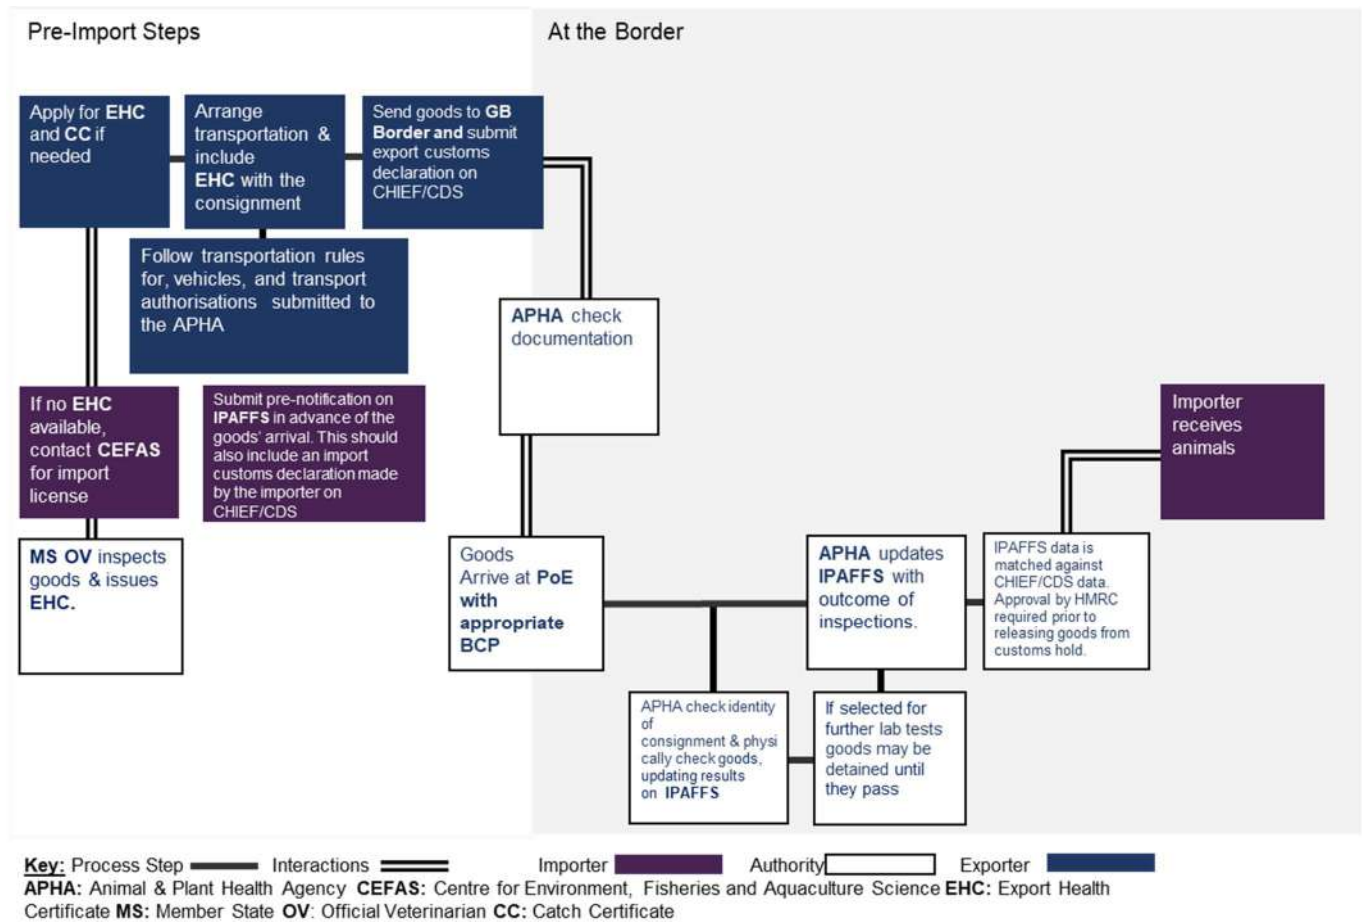 Pre-Import Steps
At the Border
Apply for EHC
and CC if
needed
Arrange
transportation &
include
EHC with the
consignment
Send goods to GB
Border and submit
export customs
declaration on
CHIEF/CDS
Follow transportation rules
for, vehicles, and transport
authorisations submitted to
the APHA
APHA check
documentation
If no EHC
available,
contact CEFAS
for import
license
Submit pre-notification on
IPAFFS in advance of the
goods' arrival. This should
also include an import
customs declaration made
by the importer on
CHIEF/CDS
Importer
receives
animals
MS OV inspects
goods & issues
EHC.
Goods
Arrive at PoE
with
appropriate
BCP
APHA updates
IPAFFS with
outcome of
inspections.
IPAFFS data is
matched against
CHIEF/CDS data.
Approval by HMRC
required prior to
releasing goods from
customs hold.
APHA check identity
of
consignment & physi
cally check goods,
updating results
on IPAFFS
If selected for
further lab tests
goods may be
detained until
they pass
Key: Process Step Interactions Importer Authority Exporter
APHA: Animal & Plant Health Agency CEFAS: Centre for Environment, Fisheries and Aquaculture Science EHC: Export Health
Certificate MS: Member State OV: Official Veterinarian CC: Catch Certificate